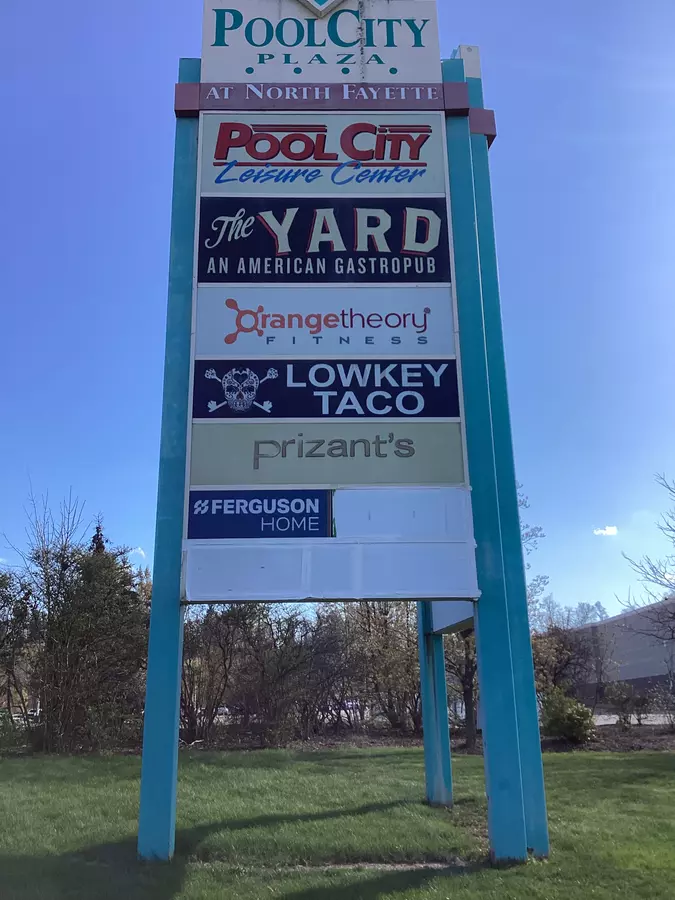 POOLCITY
PLAZA
AT NORTH FAYETTE
POOL CITY
Leisure Center
The YARD
AN AMERICAN GASTROPUB
Orangetheory
FITNESS
LOWKEY
TACO
prizant's
FERGUSON
HOME